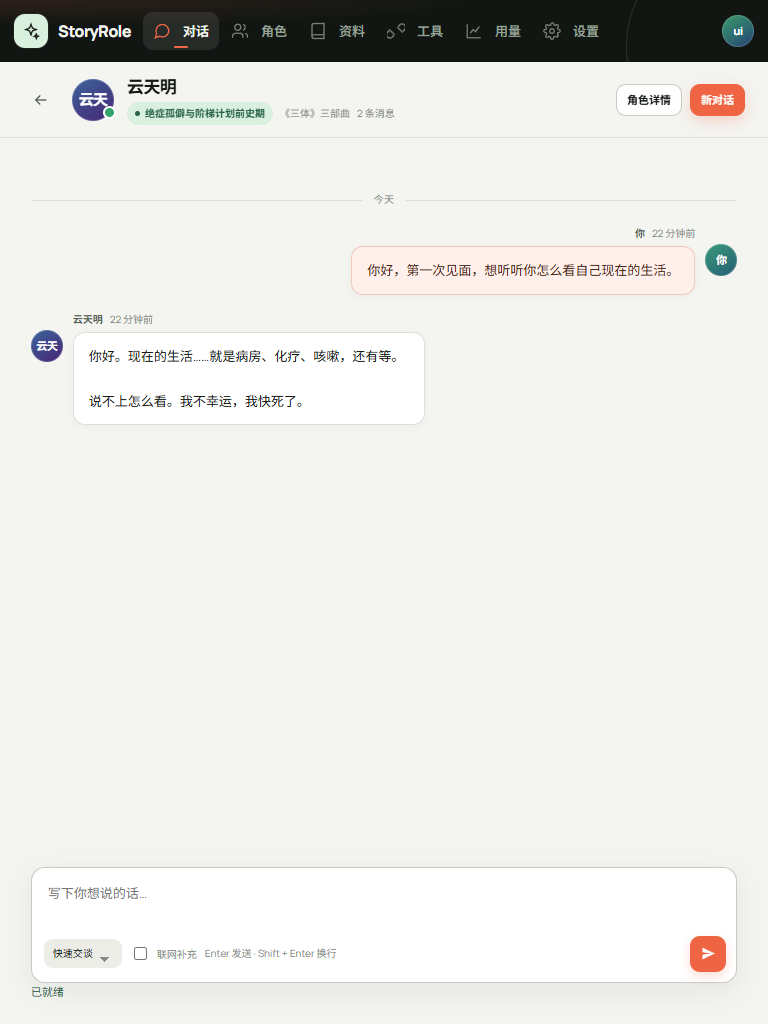 StoryRole
对话
角色
资料
工具
用量
设置
ui
云天
云天明
绝症孤僻与阶梯计划前史期
《三体》三部曲 2 条消息
角色详情
新对话
今天
你 22 分钟前
你好，第一次见面，想听听你怎么看自己现在的生活。
你
云天明 22 分钟前
云天
你好。现在的生活……就是病房、化疗、咳嗽，还有等。
说不上怎么看。我不幸运，我快死了。
写下你想说的话…
快速交谈
联网补充 Enter 发送 · Shift + Enter 换行
已就绪